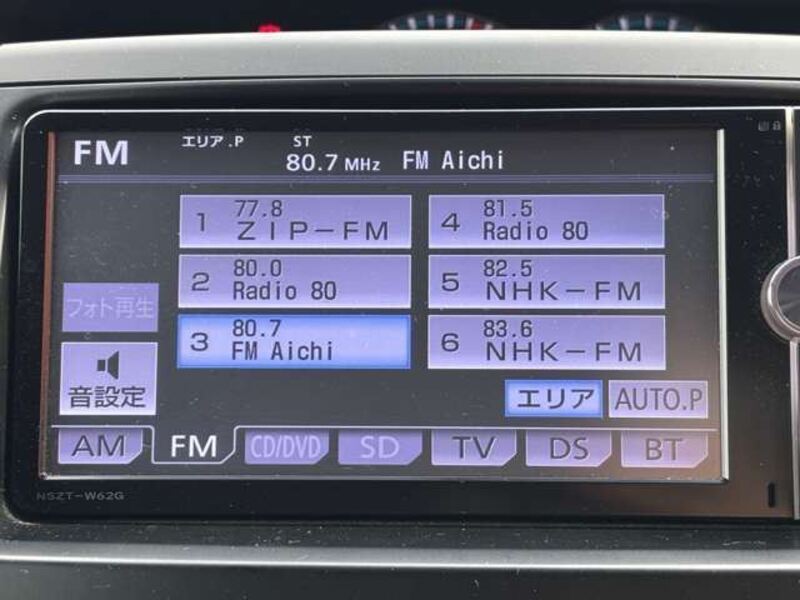 FM エリア.P ST 80.7 MHz FM Aichi
1 77.8 ZIP-FM
2 80.0 Radio 80
3 80.7 FM Aichi
4 81.5 Radio 80
5 82.5 NHK-FM
6 83.6 NHK-FM
フォト再生
音設定
エリア AUTO.P
AM FM CD/DVD SD TV DS BT
NSZT-W62G